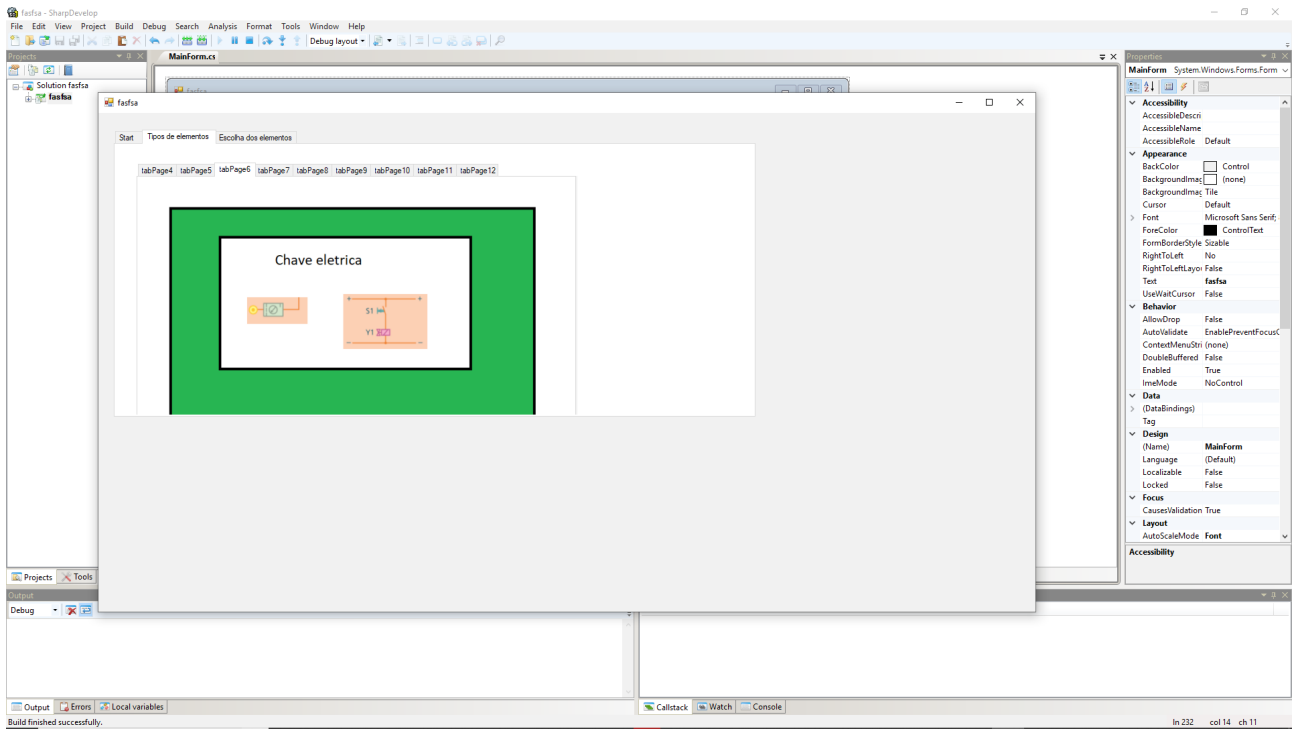 fasfsa - SharpDevelop
File Edit View Project Build Debug Search Analysis Format Tools Window Help
Debug layout
Projects
MainForm.cs
Properties
MainForm System.Windows.Forms.Form
Solution fasfsa
fasfsa
fasfsa
Start Tipos de elementos Escolha dos elementos
tabPage4 tabPage5 tabPage6 tabPage7 tabPage8 tabPage9 tabPage10 tabPage11 tabPage12
Chave eletrica
+ +
S1
Y1
− −
Accessibility
AccessibleDescri
AccessibleName
AccessibleRole Default
Appearance
BackColor Control
BackgroundImag (none)
BackgroundImag Tile
Cursor Default
Font Microsoft Sans Serif;
ForeColor ControlText
FormBorderStyle Sizable
RightToLeft No
RightToLeftLayou False
Text fasfsa
UseWaitCursor False
Behavior
AllowDrop False
AutoValidate EnablePreventFocusC
ContextMenuStri (none)
DoubleBuffered False
Enabled True
ImeMode NoControl
Data
(DataBindings)
Tag
Design
(Name) MainForm
Language (Default)
Localizable False
Locked False
Focus
CausesValidation True
Layout
AutoScaleMode Font
Accessibility
Projects Tools
Output
Debug
Output Errors Local variables
Callstack Watch Console
Build finished successfully.
ln 232 col 14 ch 11